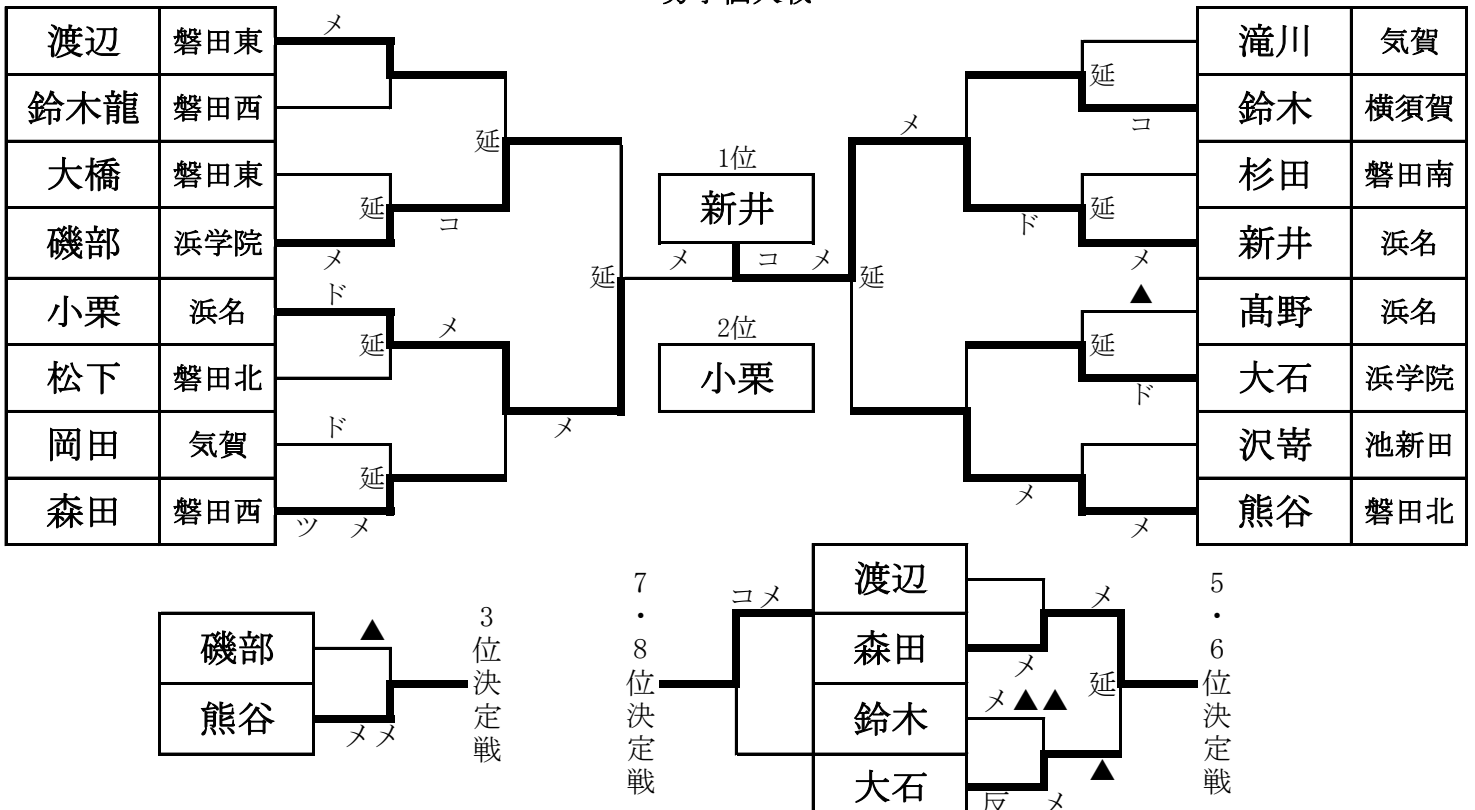 メ
渡辺 磐田東
鈴木龍 磐田西
延
大橋 磐田東
延
コ
磯部 浜学院
メ
ド
小栗 浜名
メ
延
松下 磐田北
メ
ド
岡田 気賀
延
森田 磐田西
ツ メ
延
1位
新井
メ コ メ
2位
小栗
延
滝川 気賀
延
鈴木 横須賀
コ
メ
杉田 磐田南
延
ド
新井 浜名
メ
▲
髙野 浜名
延
大石 浜学院
ド
沢嵜 池新田
メ
熊谷 磐田北
メ
磯部
▲
熊谷
メメ
3位決定戦
7・8位決定戦
コメ
渡辺
メ
森田
メ
延
鈴木
メ▲▲
▲
大石
反 メ
5・6位決定戦